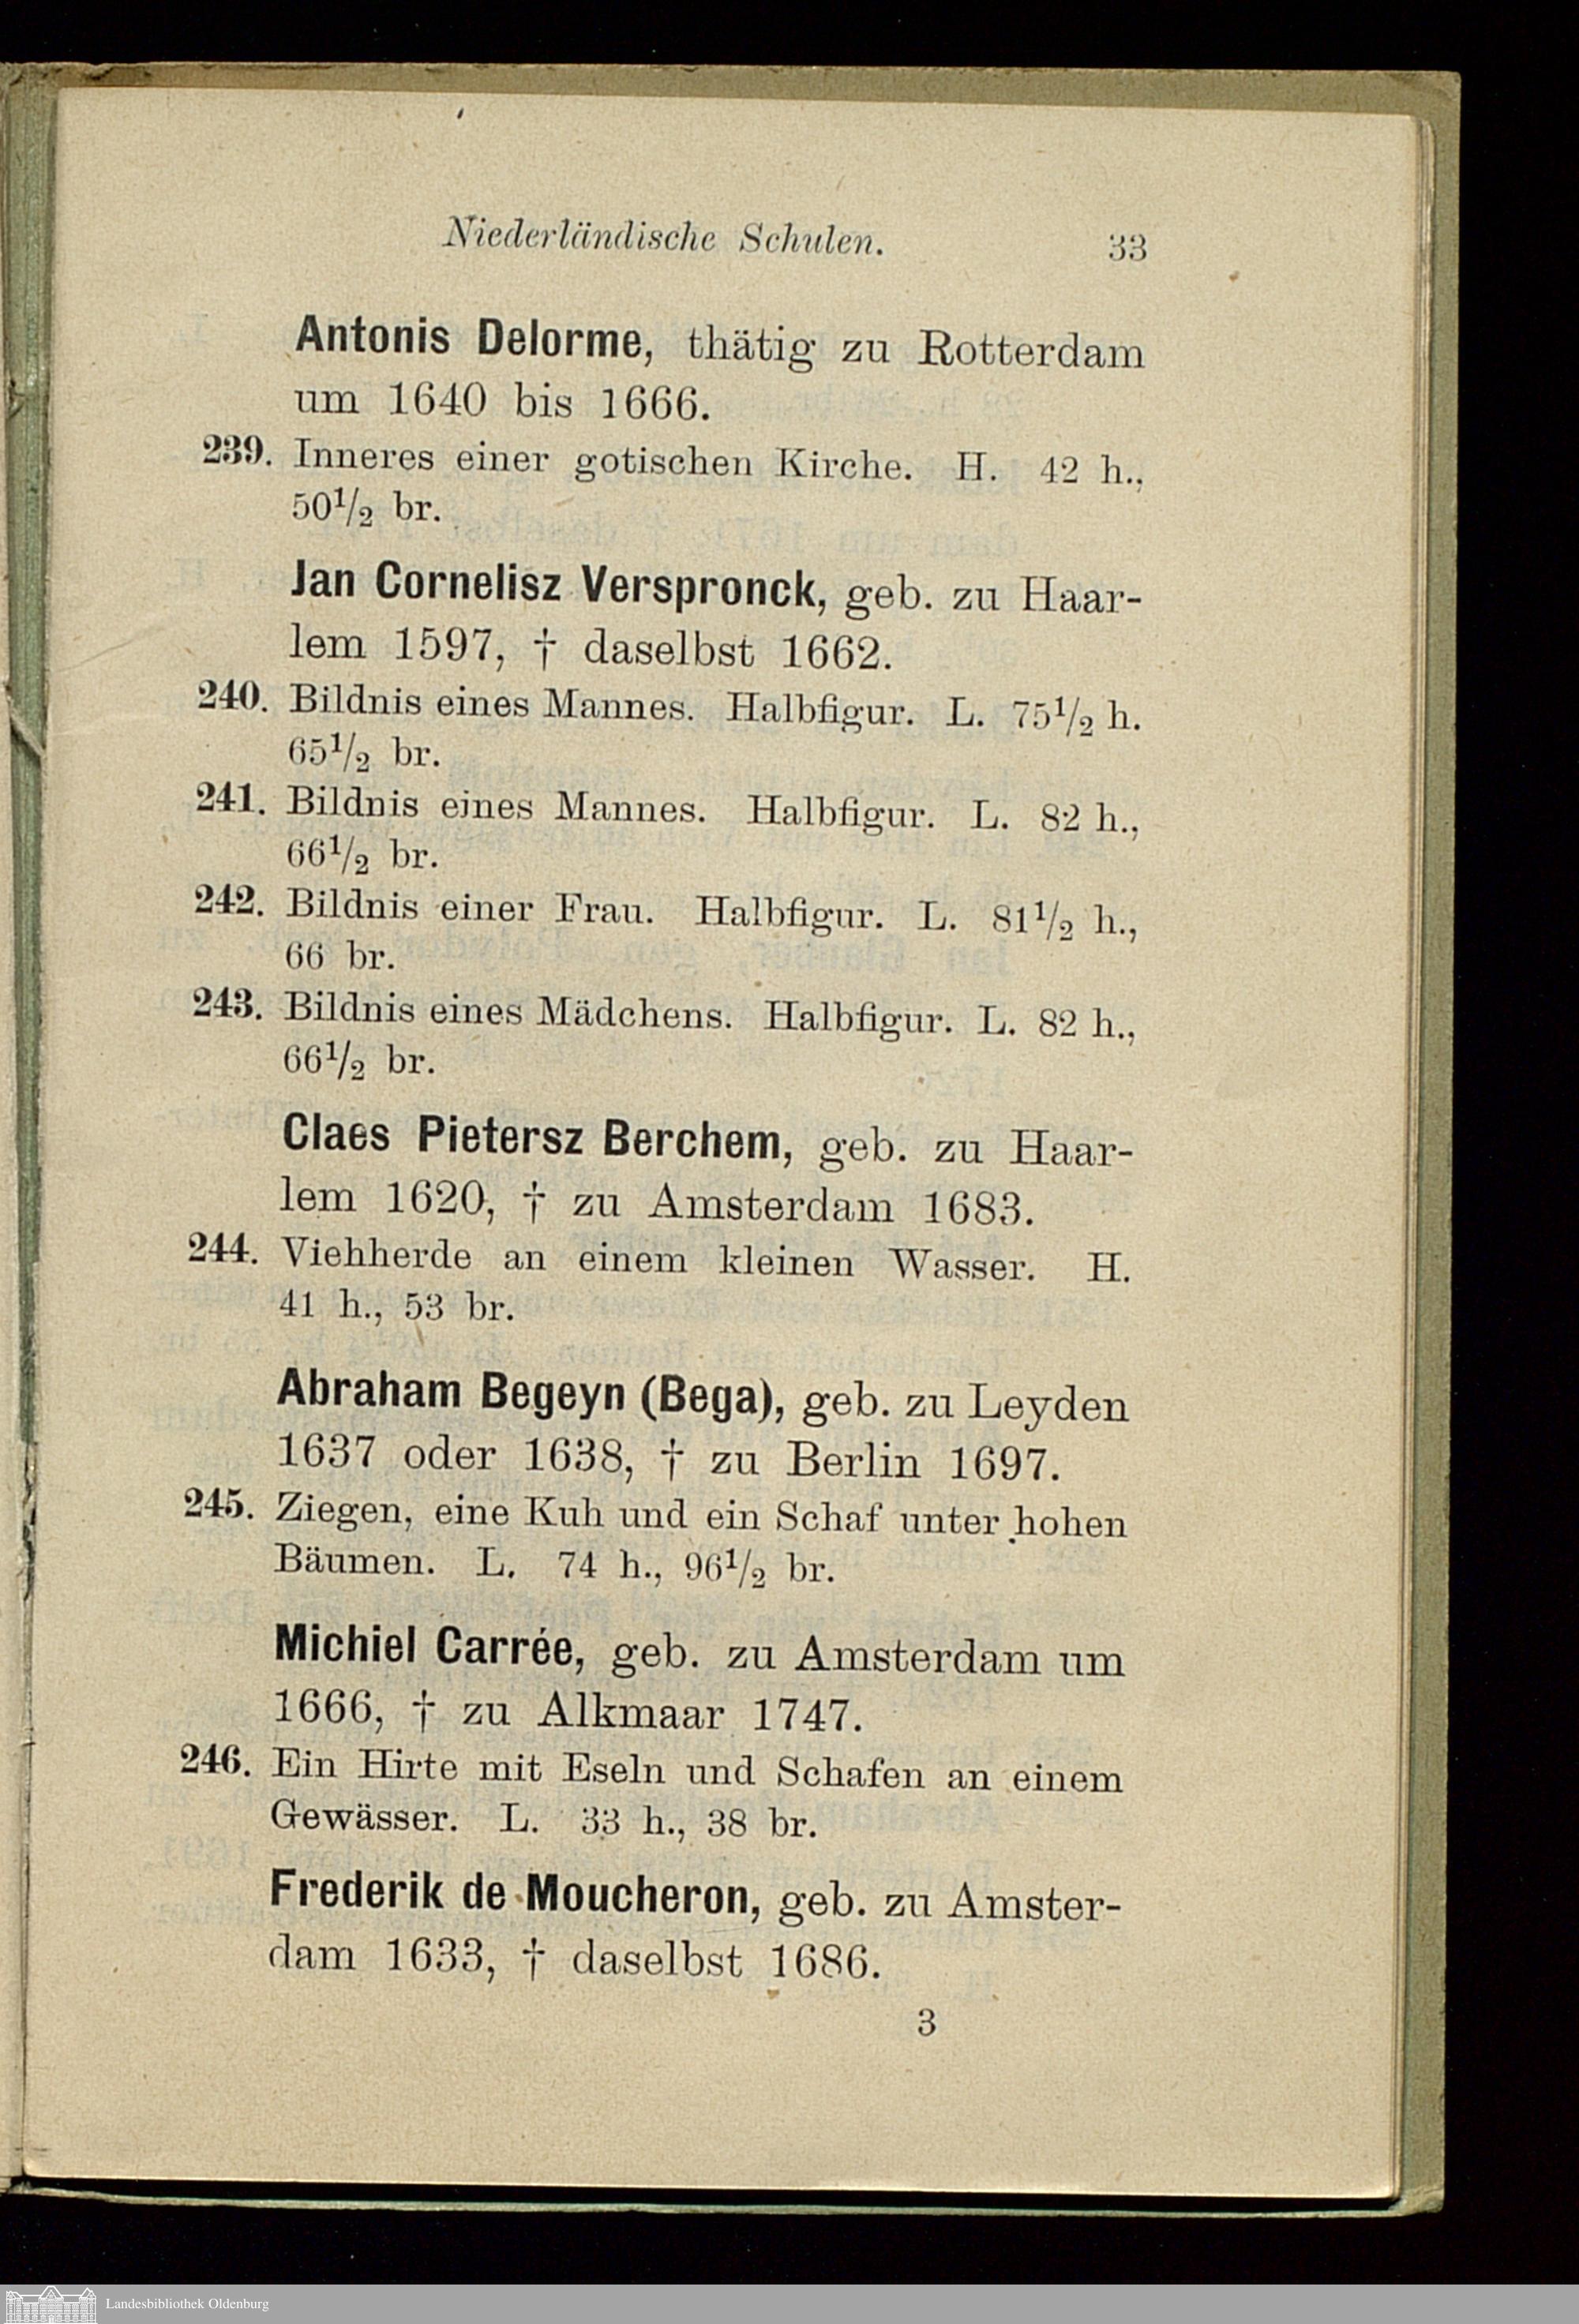 Niederländische Schulen. 33
Antonis Delorme, thätig zu Rotterdam
um 1640 bis 1666.
239. Inneres einer gotischen Kirche. H. 42 h.,
50½ br.
Jan Cornelisz Verspronck, geb. zu Haar-
lem 1597, † daselbst 1662.
240. Bildnis eines Mannes. Halbfigur. L. 75½ h.
65½ br.
241. Bildnis eines Mannes. Halbfigur. L. 82 h.,
66½ br.
242. Bildnis einer Frau. Halbfigur. L. 81½ h.,
66 br.
243. Bildnis eines Mädchens. Halbfigur. L. 82 h.,
66½ br.
Claes Pietersz Berchem, geb. zu Haar-
lem 1620, † zu Amsterdam 1683.
244. Viehherde an einem kleinen Wasser. H.
41 h., 53 br.
Abraham Begeyn (Bega), geb. zu Leyden
1637 oder 1638, † zu Berlin 1697.
245. Ziegen, eine Kuh und ein Schaf unter hohen
Bäumen. L. 74 h., 96½ br.
Michiel Carrée, geb. zu Amsterdam um
1666, † zu Alkmaar 1747.
246. Ein Hirte mit Eseln und Schafen an einem
Gewässer. L. 33 h., 38 br.
Frederik de Moucheron, geb. zu Amster-
dam 1633, † daselbst 1686.
3
Landesbibliothek Oldenburg